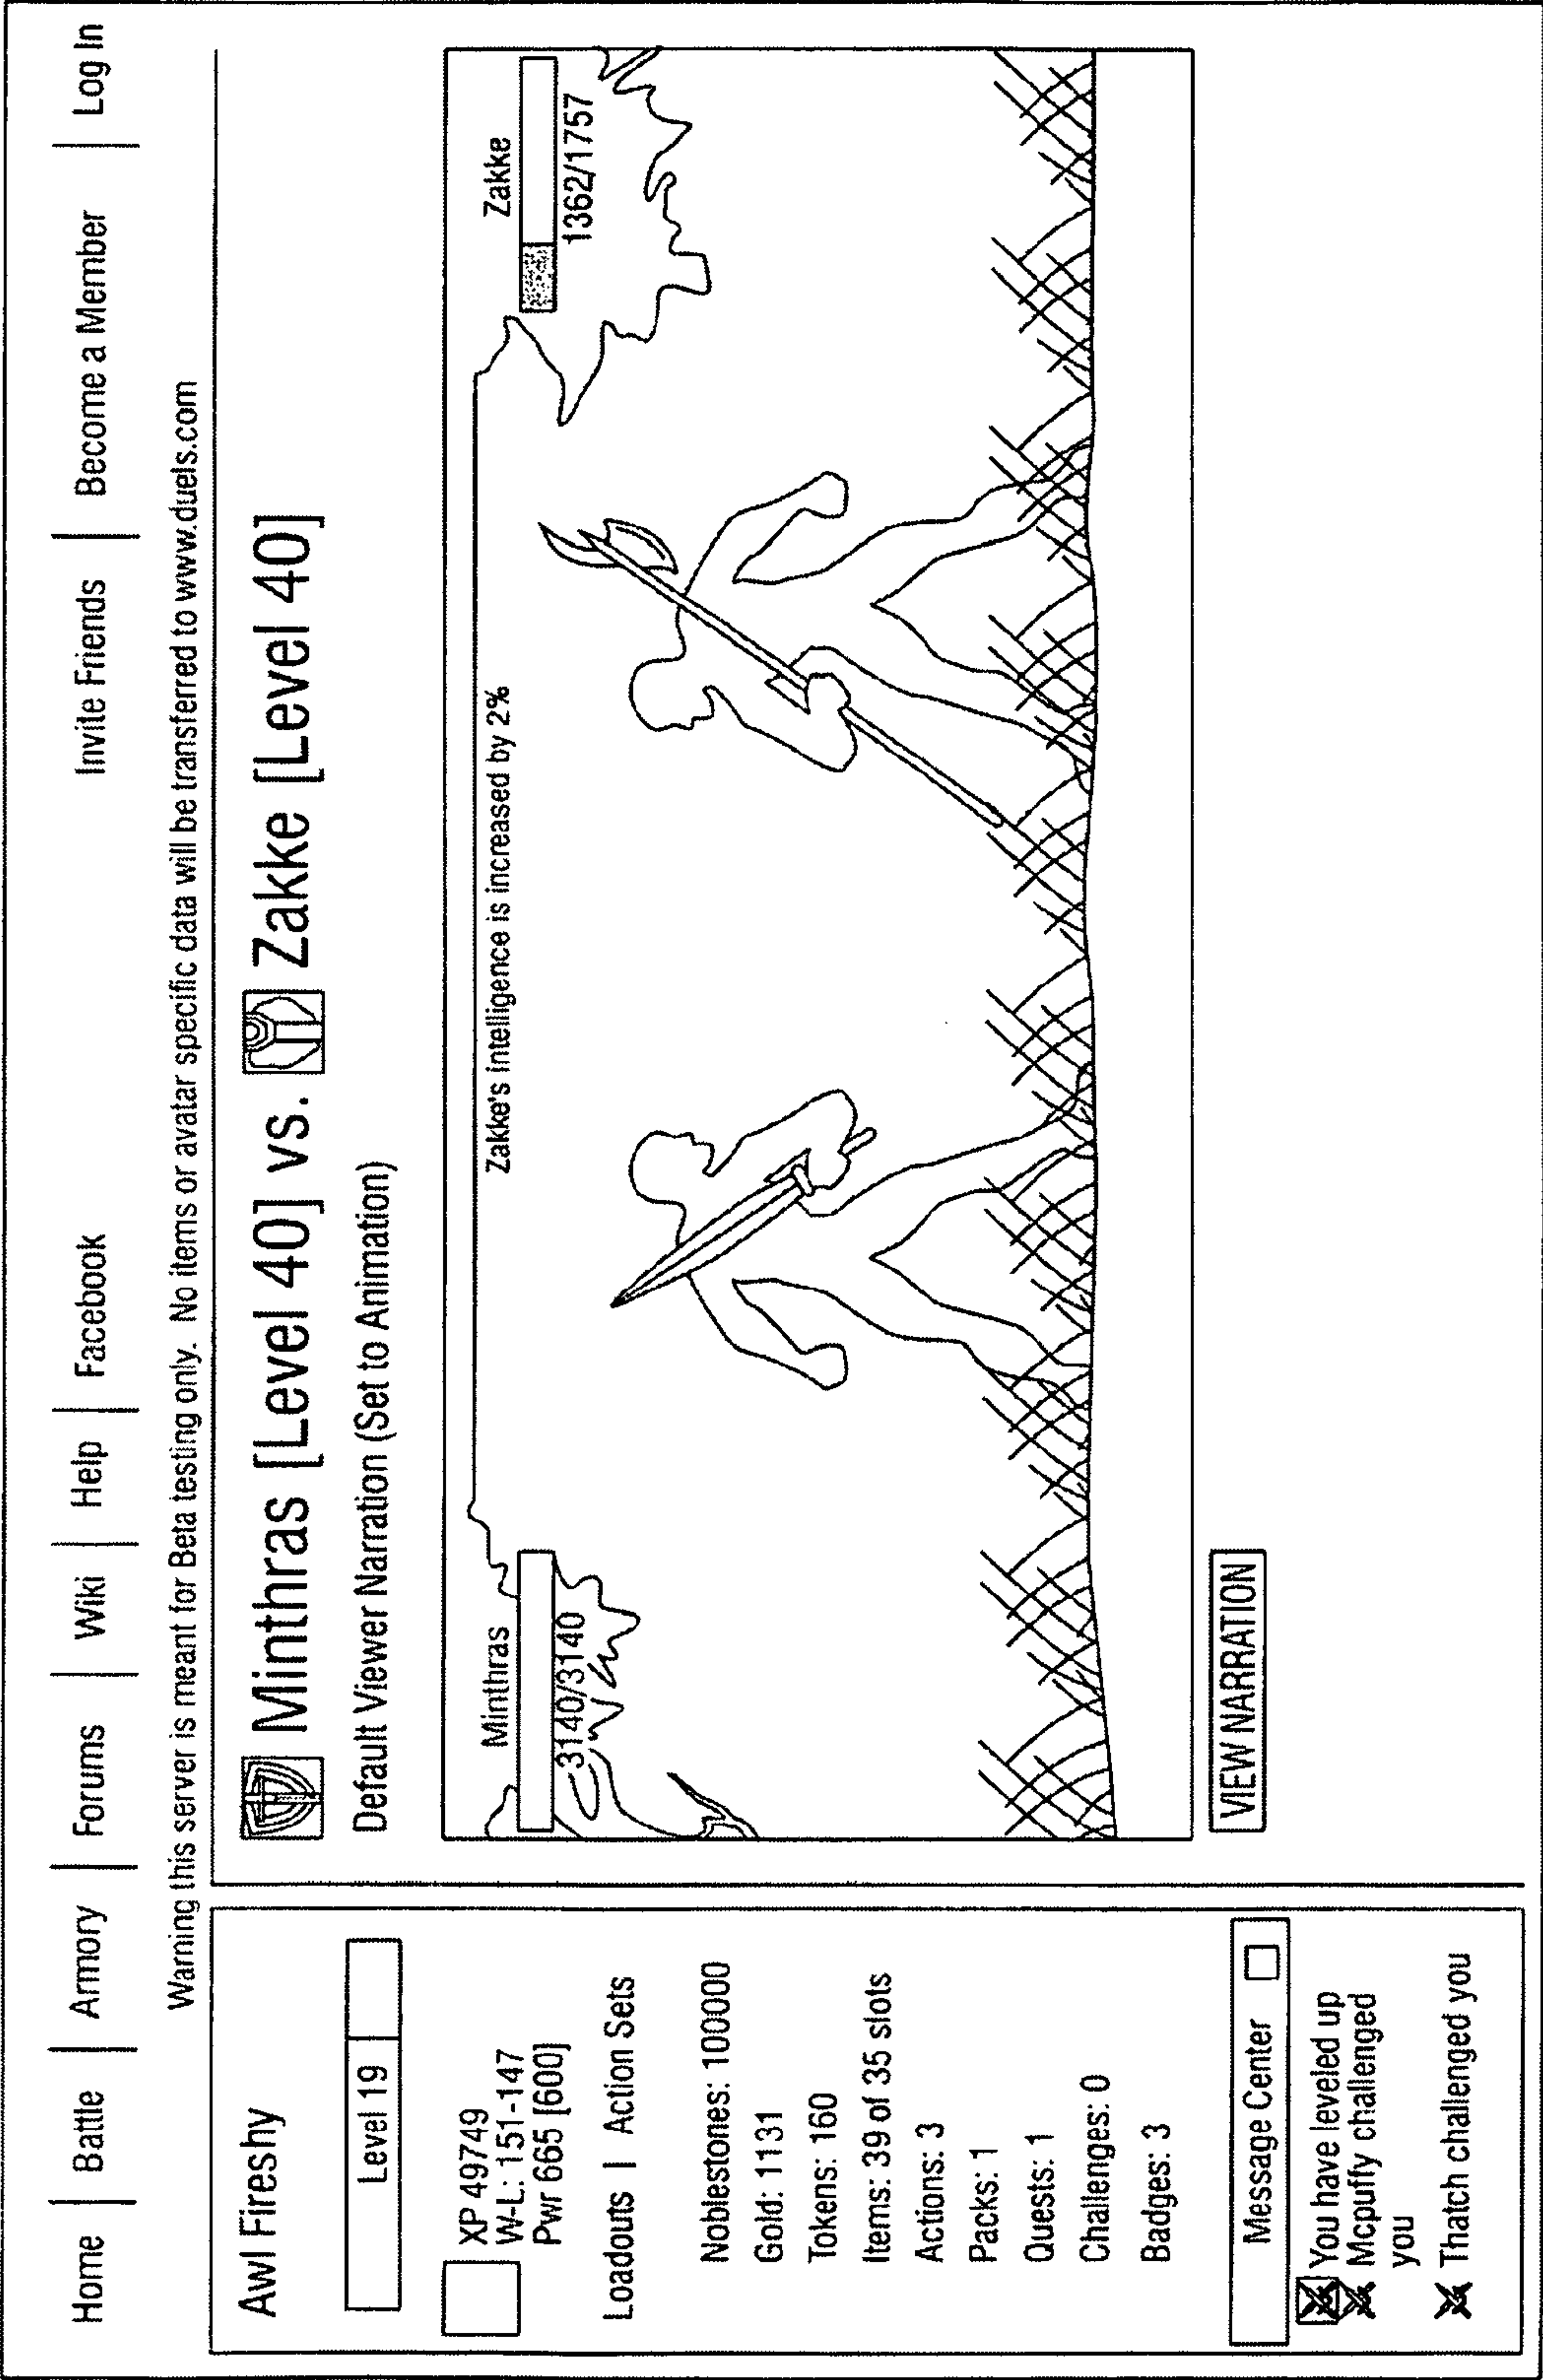 Home | Battle | Armory | Forums | Wiki | Help | Facebook Invite Friends | Become a Member | Log In
Warning this server is meant for Beta testing only. No items or avatar specific data will be transferred to www.duels.com
Awl Fireshy
Level 19
XP 49749
W-L: 151-147
Pwr 665 [600]
Loadouts | Action Sets
Noblestones: 100000
Gold: 1131
Tokens: 160
Items: 39 of 35 slots
Actions: 3
Packs: 1
Quests: 1
Challenges: 0
Badges: 3
Message Center
You have leveled up
Mcpuffy challenged
you
Thatch challenged you
Minthras [Level 40] vs. Zakke [Level 40]
Default Viewer Narration (Set to Animation)
Minthras
3140/3140
Zakke's intelligence is increased by 2%
Zakke
1362/1757
VIEW NARRATION